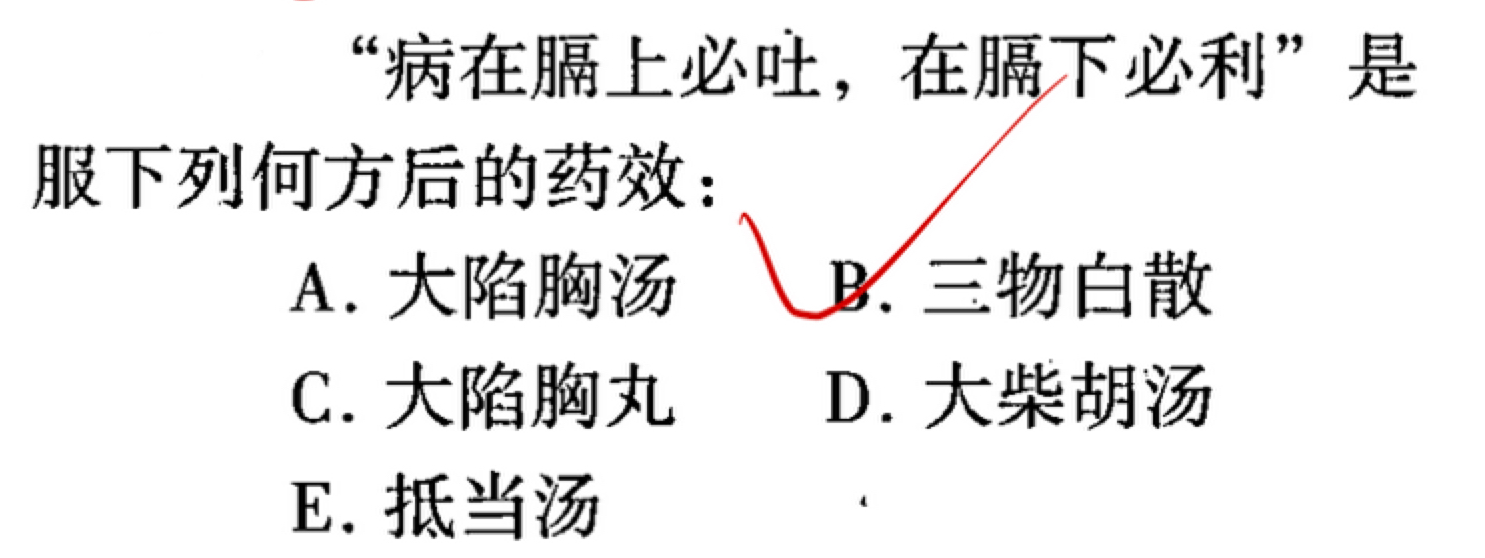 “病在膈上必吐，在膈下必利”是
服下列何方后的药效：
A. 大陷胸汤 B. 三物白散
C. 大陷胸丸 D. 大柴胡汤
E. 抵当汤